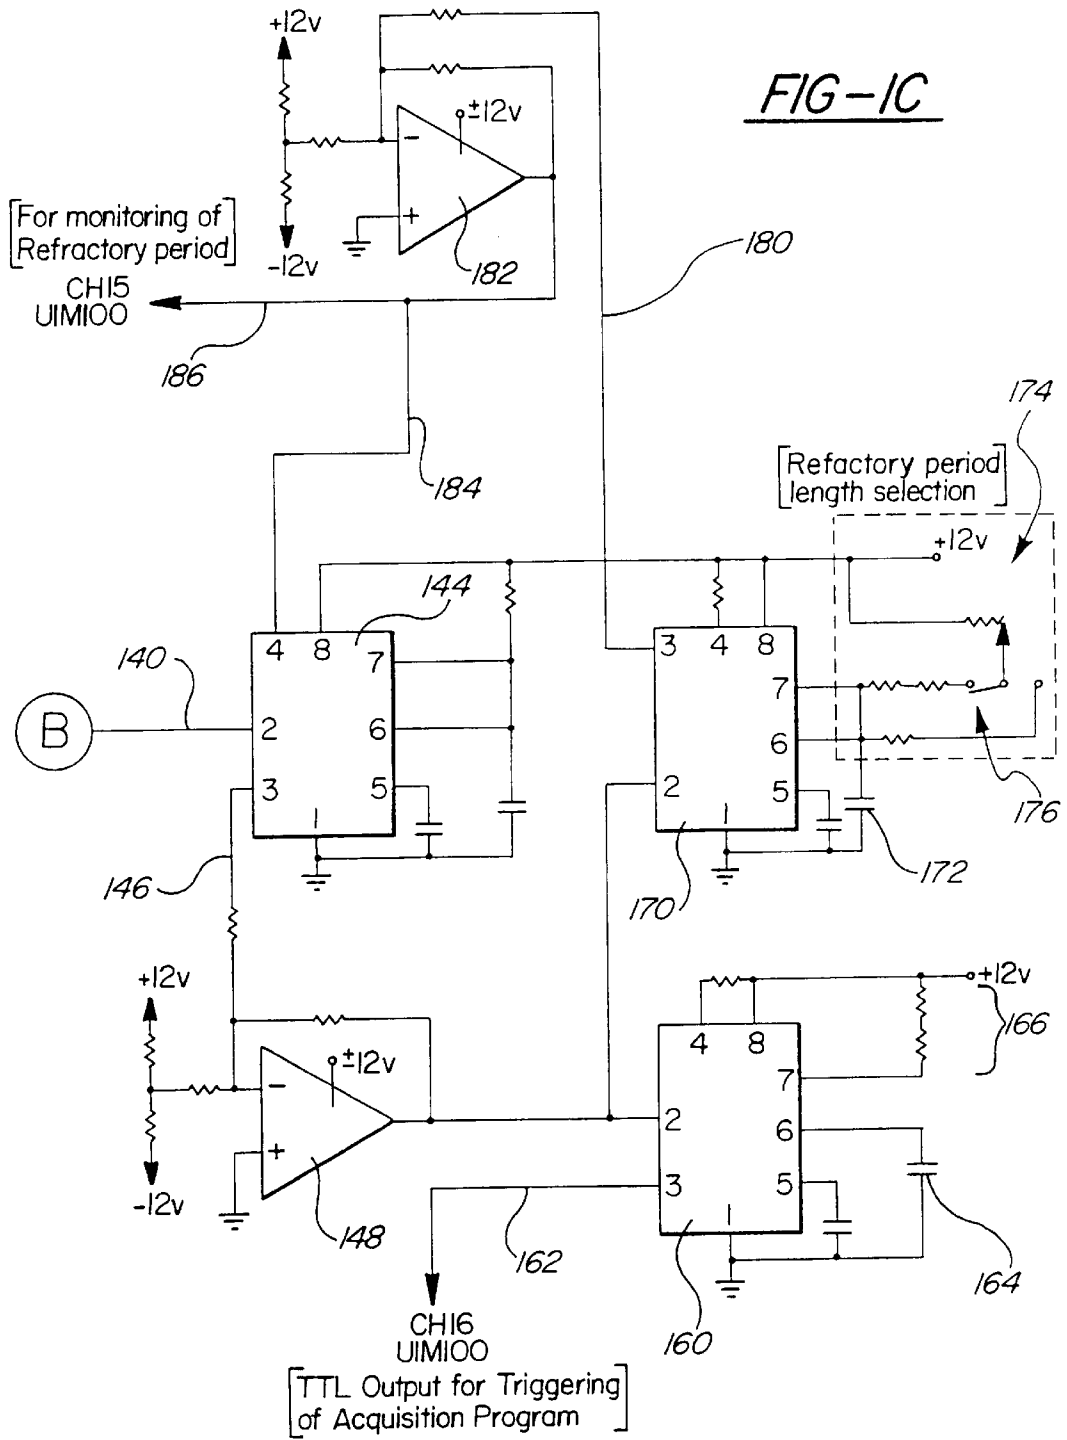 FIG-1C
+12v
±12v
-
+
182
-12v
[For monitoring of
Refractory period]
CH15
UIM100
186
180
184
174
[Refactory period
length selection]
+12v
144
4 8
7
6
5
2
3
1
140
B
146
3 4 8
7
6
5
2
1
170
172
176
+12v
±12v
-
+
148
-12v
+12v
166
4 8
7
6
5
2
3
1
160
162
164
CH16
UIM100
[TTL Output for Triggering
of Acquisition Program]